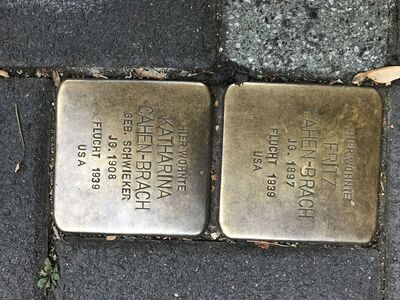 HIER WOHNTE
FRITZ
CAHEN-BRACH
JG. 1897
FLUCHT 1939
USA
HIER WOHNTE
KATHARINA
CAHEN-BRACH
GEB. SCHWIEKER
JG. 1908
FLUCHT 1939
USA